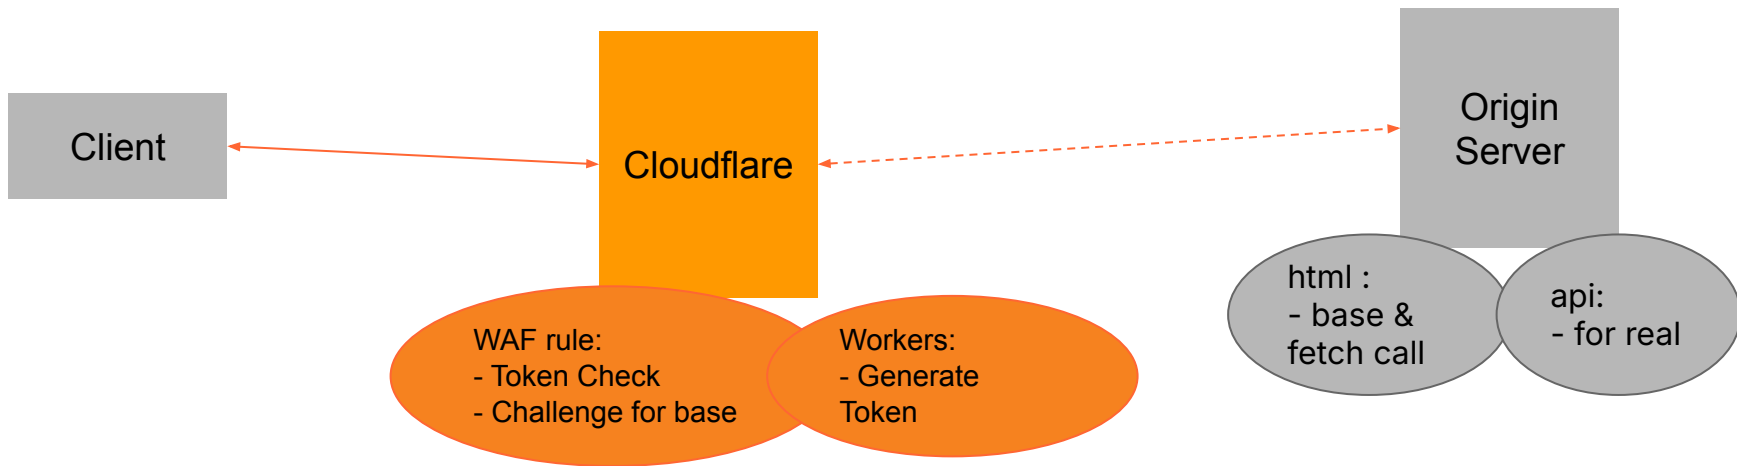 Client
Cloudflare
Origin
Server
WAF rule:
- Token Check
- Challenge for base
Workers:
- Generate
Token
html :
- base &
fetch call
api:
- for real